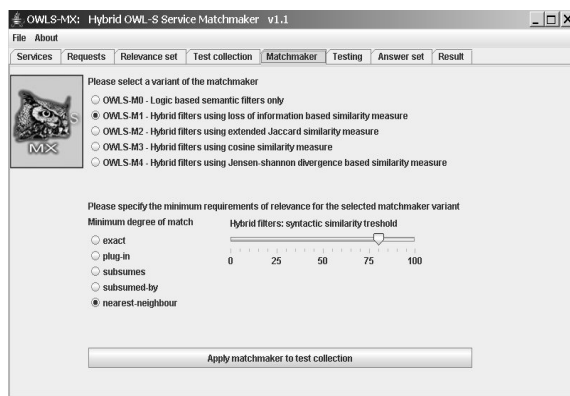 OWLS-MX: Hybrid OWL-S Service Matchmaker v1.1
File About
Services Requests Relevance set Test collection Matchmaker Testing Answer set Result
Please select a variant of the matchmaker
OWLS-M0 - Logic based semantic filters only
OWLS-M1 - Hybrid filters using loss of information based similarity measure
OWLS-M2 - Hybrid filters using extended Jaccard similarity measure
OWLS-M3 - Hybrid filters using cosine similarity measure
OWLS-M4 - Hybrid filters using Jensen-shannon divergence based similarity measure
S
MX
Please specify the minimum requirements of relevance for the selected matchmaker variant
Minimum degree of match Hybrid filters: syntactic similarity treshold
exact
plug-in
subsumes
subsumed-by
nearest-neighbour
0 25 50 75 100
Apply matchmaker to test collection